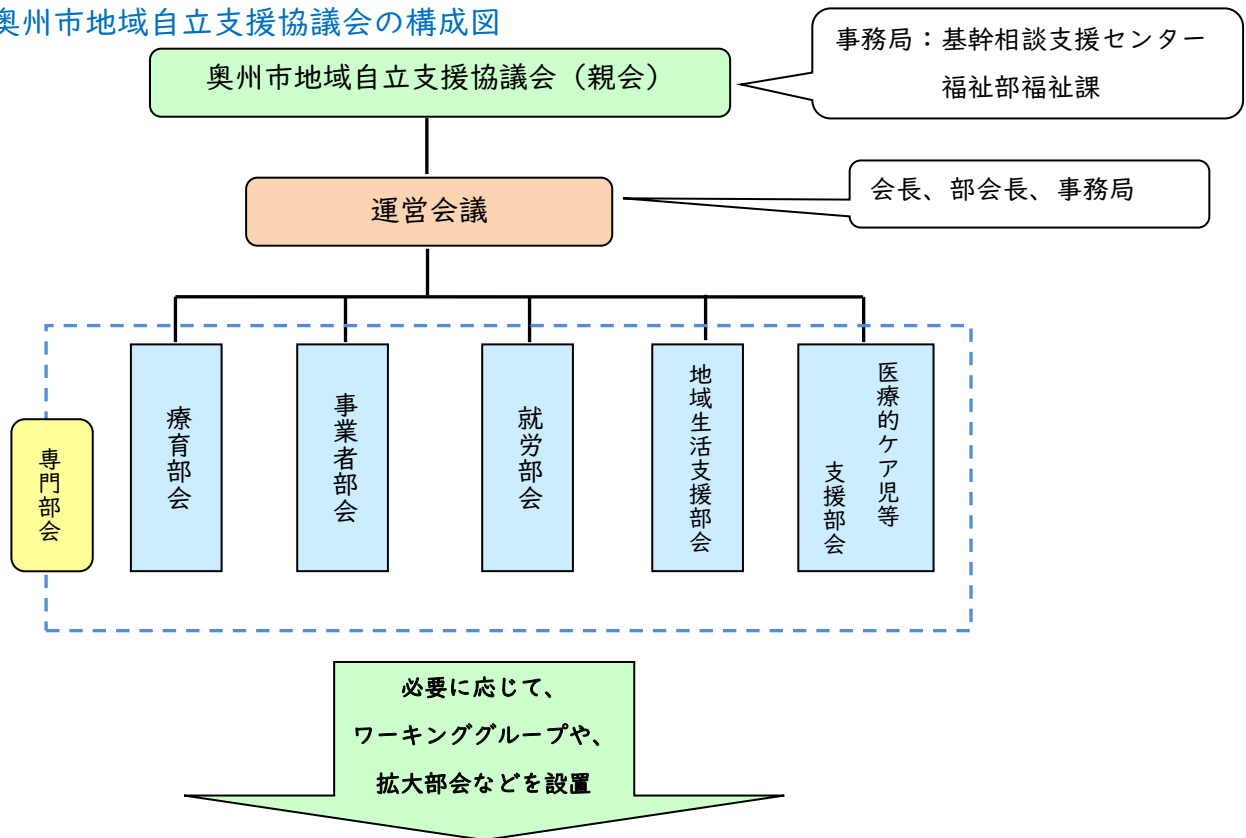 奥州市地域自立支援協議会の構成図
事務局：基幹相談支援センター
福祉部福祉課
奥州市地域自立支援協議会（親会）
会長、部会長、事務局
運営会議
専門部会
療育部会
事業者部会
就労部会
地域生活支援部会
医療的ケア児等
支援部会
必要に応じて、
ワーキンググループや、
拡大部会などを設置